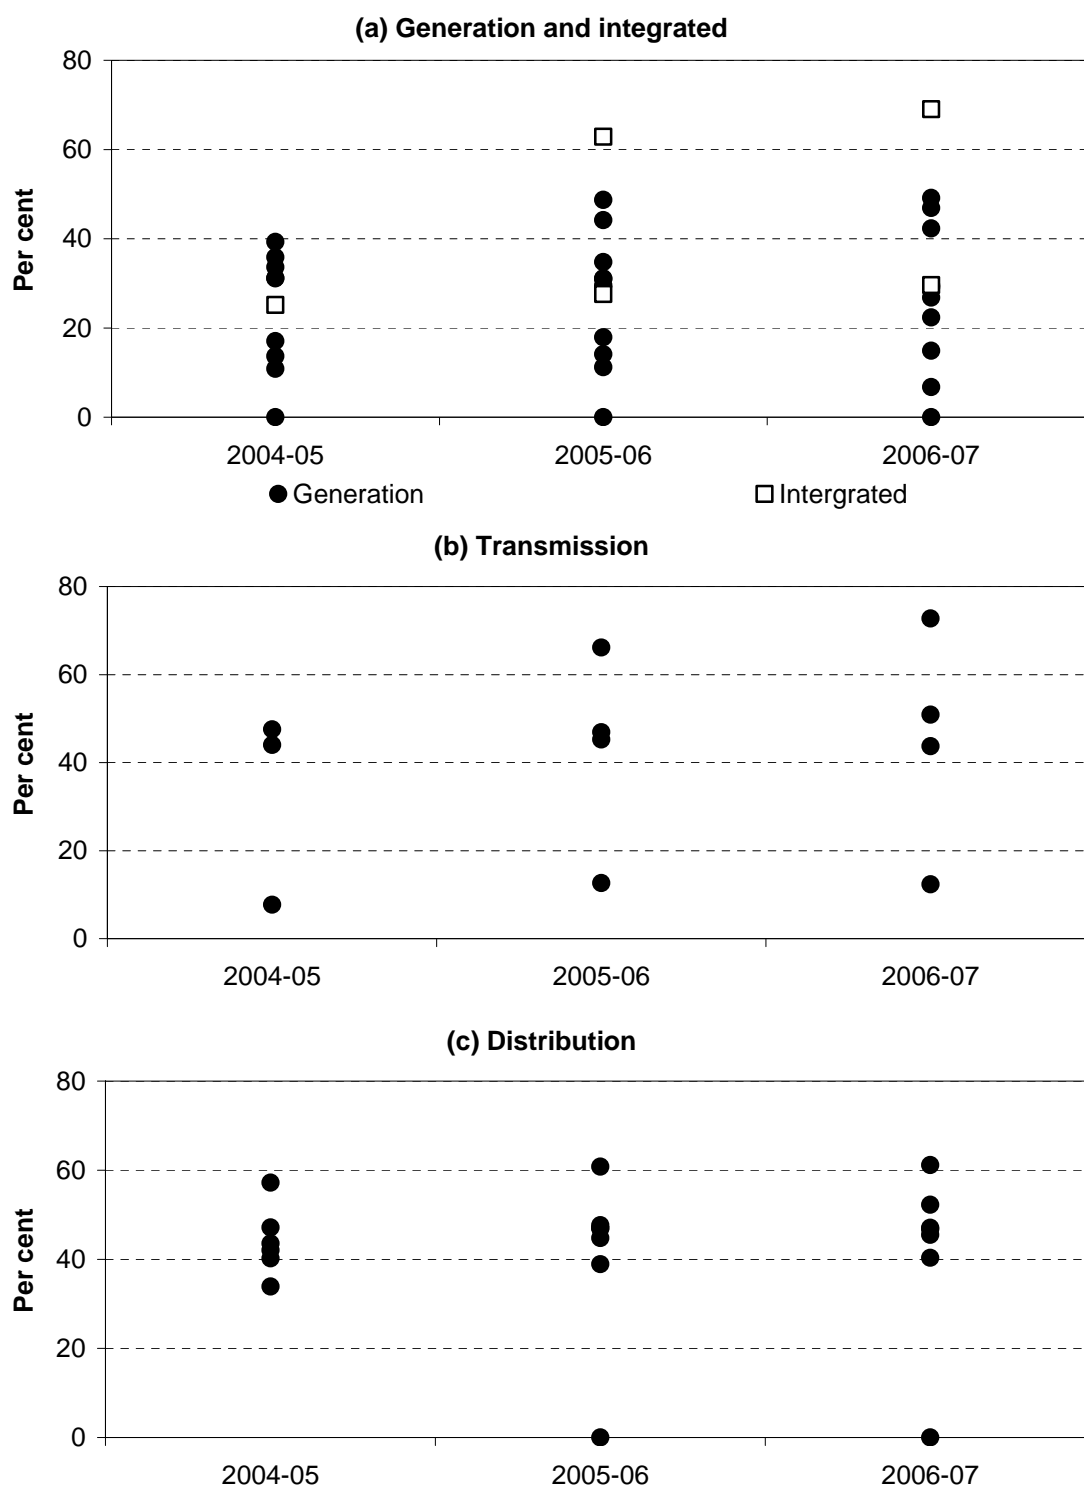 (a) Generation and integrated
80
60
40
20
0
Per cent
2004-05 2005-06 2006-07
Generation Intergrated
(b) Transmission
80
60
40
20
0
Per cent
2004-05 2005-06 2006-07
(c) Distribution
80
60
40
20
0
Per cent
2004-05 2005-06 2006-07